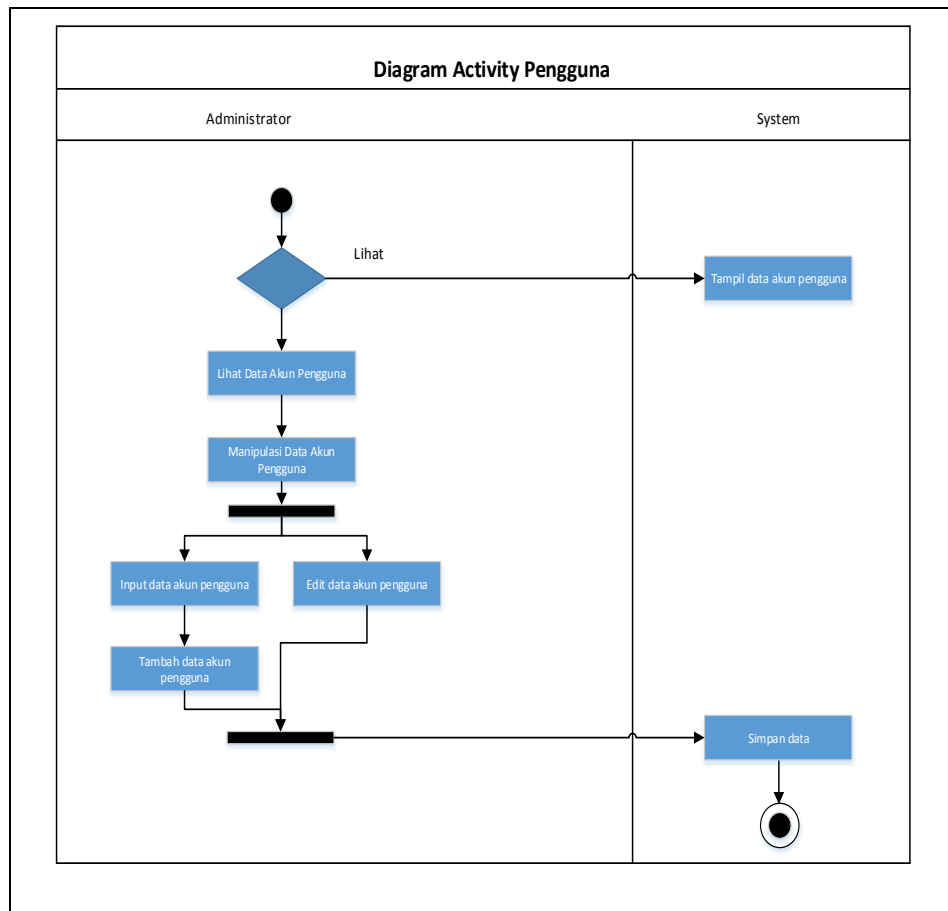 Diagram Activity Pengguna
Administrator
System
Lihat
Tampil data akun pengguna
Lihat Data Akun Pengguna
Manipulasi Data Akun
Pengguna
Input data akun pengguna
Edit data akun pengguna
Tambah data akun
pengguna
Simpan data